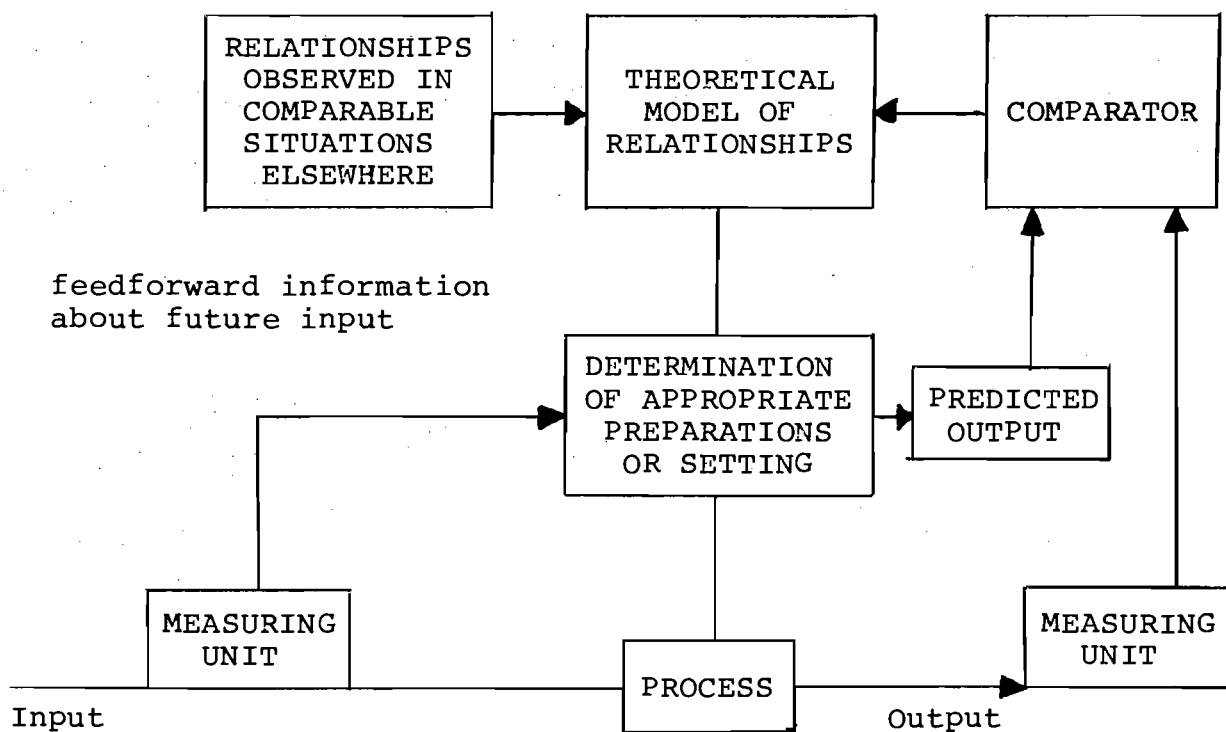 RELATIONSHIPS
OBSERVED IN
COMPARABLE
SITUATIONS
ELSEWHERE
THEORETICAL
MODEL OF
RELATIONSHIPS
COMPARATOR
feedforward information
about future input
DETERMINATION
OF APPROPRIATE
PREPARATIONS
OR SETTING
PREDICTED
OUTPUT
MEASURING
UNIT
PROCESS
MEASURING
UNIT
Input
Output